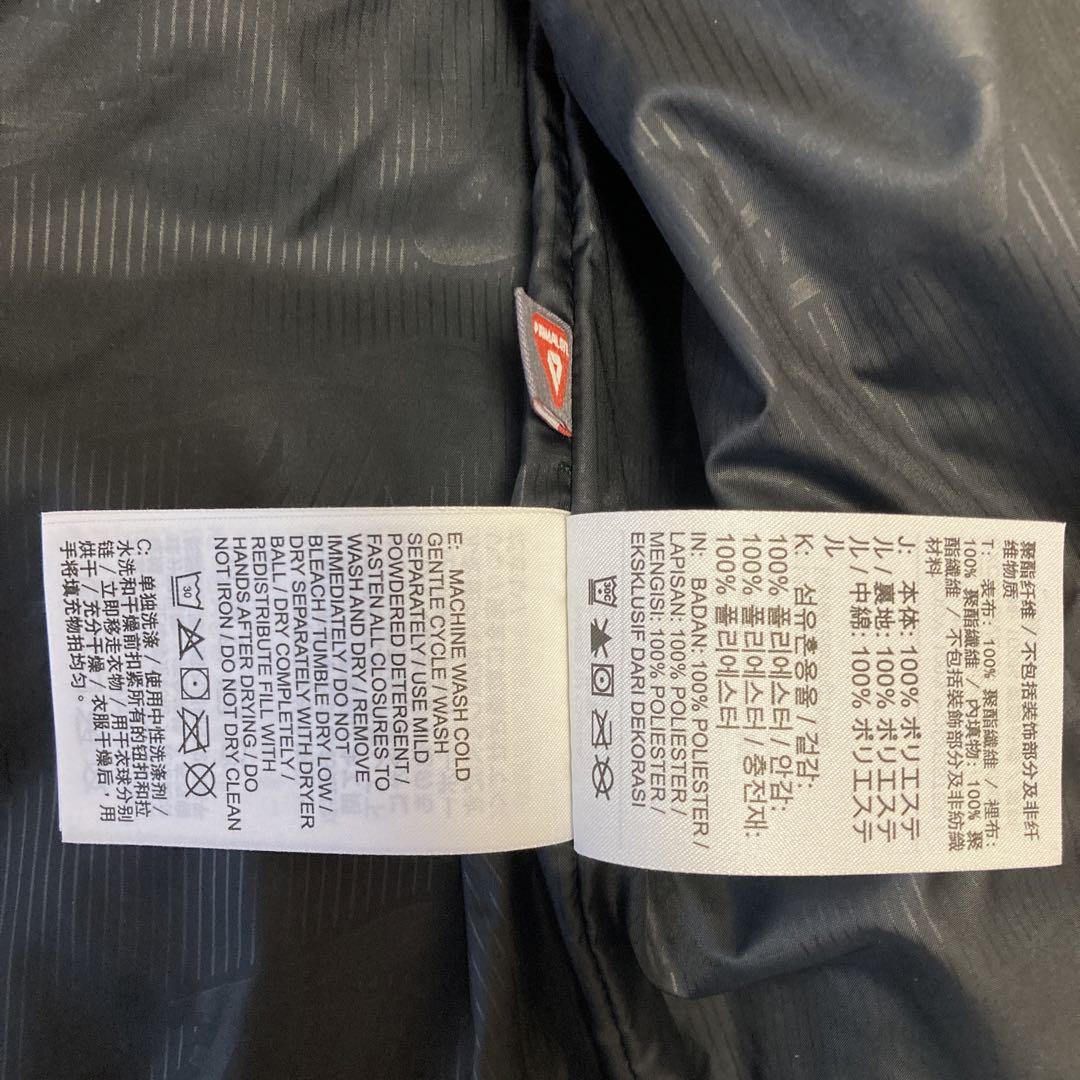 PRIMALOFT
E: MACHINE WASH COLD
GENTLE CYCLE / WASH
SEPARATELY / USE MILD
POWDERED DETERGENT /
FASTEN ALL CLOSURES TO
WASH AND DRY / REMOVE
IMMEDIATELY / DO NOT
BLEACH / TUMBLE DRY LOW /
DRY SEPARATELY WITH DRYER
BALL / DRY COMPLETELY /
REDISTRIBUTE FILL WITH
HANDS AFTER DRYING / DO
NOT IRON / DO NOT DRY CLEAN
30
C: 单独洗涤 / 使用中性洗涤剂 /
水洗和干燥前扣紧所有的钮扣和拉
链 / 立即移走衣物 / 用干衣球分别
烘干 / 充分干燥 / 衣服干燥后，用
手将填充物拍均匀。
聚酯纤维 / 不包括装饰部分及非纤
维物质
T: 表布: 100% 聚酯纖維 / 裡布:
100% 聚酯纖維 / 內填物: 100% 聚
酯纖維 / 不包括裝飾部分及非紡織
材料
J: 本体: 100% ポリエステ
ル / 裏地: 100% ポリエステ
ル / 中綿: 100% ポリエステ
ル
K: 섬유혼용율 / 겉감:
100% 폴리에스터 / 안감:
100% 폴리에스터 / 충전재:
100% 폴리에스터
IN: BADAN: 100% POLIESTER /
LAPISAN: 100% POLIESTER /
MENGISI: 100% POLIESTER /
EKSKLUSIF DARI DEKORASI
30C